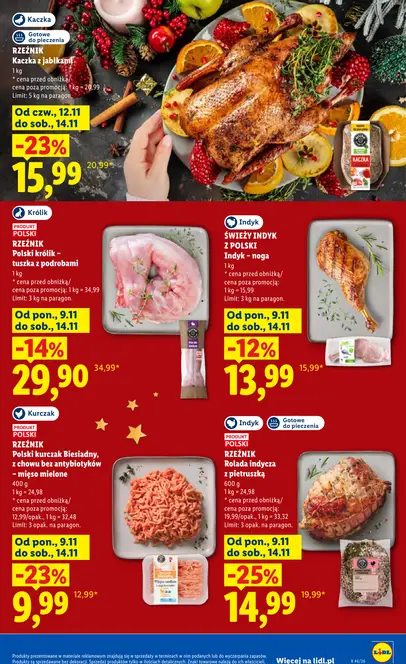 Kaczka
Gotowe
do pieczenia
RZEŹNIK
Kaczka z jabłkami
1 kg
* cena przed obniżką/
cena poza promocją: 1 kg = 20,99
Limit: 5 kg na paragon.
Od czw., 12.11
do sob., 14.11
-23%
15,99
20,99*
KACZKA
Królik
PRODUKT
POLSKI
RZEŹNIK
Polski królik –
tuszka z podrobami
1 kg
* cena przed obniżką/
cena poza promocją: 1 kg = 34,99
Limit: 3 kg na paragon.
Od pon., 9.11
do sob., 14.11
-14%
34,99*
29,90
Indyk
ŚWIEŻY INDYK
Z POLSKI
Indyk – noga
1 kg
* cena przed obniżką/
cena poza promocją:
1 kg = 15,99
Limit: 3 kg na paragon.
Od pon., 9.11
do sob., 14.11
-12%
15,99*
13,99
Kurczak
PRODUKT
POLSKI
RZEŹNIK
Polski kurczak Biesiadny,
z chowu bez antybiotyków
– mięso mielone
400 g
1 kg = 24,98
* cena przed obniżką/
cena poza promocją:
12,99/opak., 1 kg = 32,48
Limit: 3 opak. na paragon.
Od pon., 9.11
do sob., 14.11
-23%
12,99*
9,99
Indyk
Gotowe
do pieczenia
PRODUKT
POLSKI
RZEŹNIK
Rolada indycza
z pietruszką
600 g
1 kg = 24,98
* cena przed obniżką/
cena poza promocją:
19,99/opak., 1 kg = 33,32
Limit: 3 opak. na paragon.
Od pon., 9.11
do sob., 14.11
-25%
19,99*
14,99
Więcej na lidl.pl
LIDL